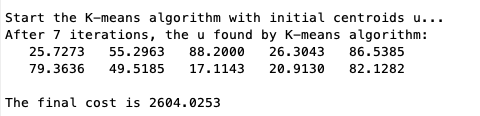 Start the K-means algorithm with initial centroids u...
After 7 iterations, the u found by K-means algorithm:
25.7273 55.2963 88.2000 26.3043 86.5385
79.3636 49.5185 17.1143 20.9130 82.1282
The final cost is 2604.0253